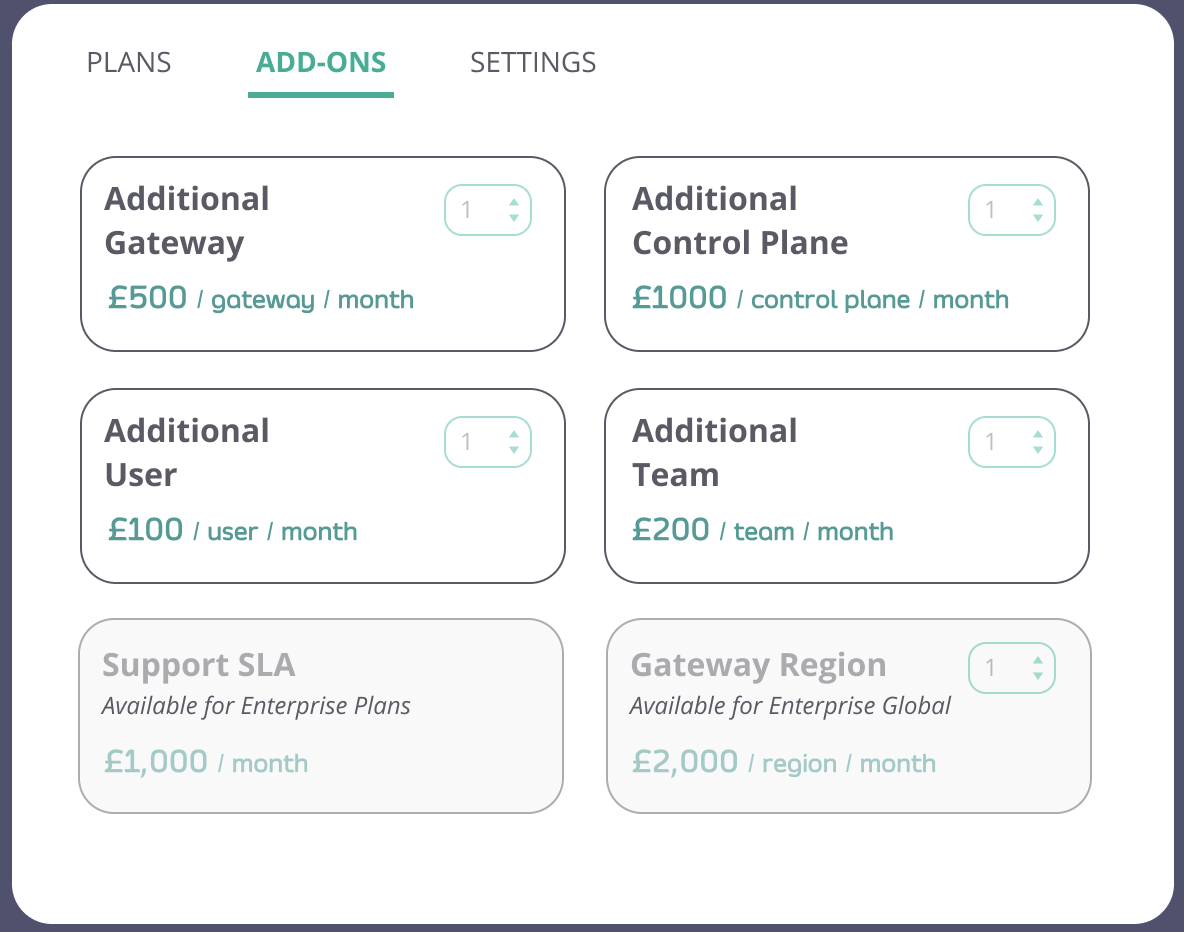 PLANS ADD-ONS SETTINGS
Additional
Gateway
1
£500 / gateway / month
Additional
Control Plane
1
£1000 / control plane / month
Additional
User
1
£100 / user / month
Additional
Team
1
£200 / team / month
Support SLA
Available for Enterprise Plans
£1,000 / month
Gateway Region
1
Available for Enterprise Global
£2,000 / region / month